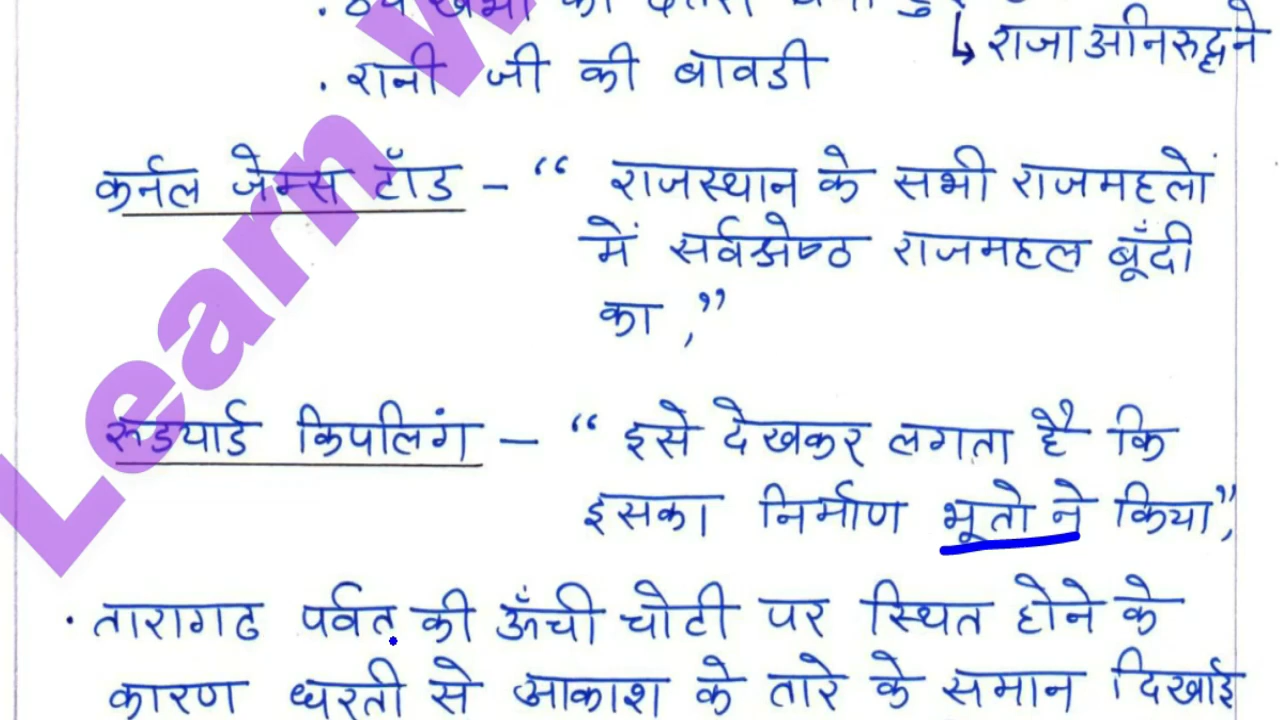 राजा अनिरुद्ध ने
· रानी जी की बावडी
कर्नल जेम्स टॉड – “ राजस्थान के सभी राजमहलों
में सर्वश्रेष्ठ राजमहल बूँदी
का ,”
रूडयार्ड किपलिंग – “ इसे देखकर लगता है कि
इसका निर्माण भूतो ने किया”,
· तारागढ पर्वत की ऊँची चोटी पर स्थित होने के
कारण धरती से आकाश के तारे के समान दिखाई
Learn